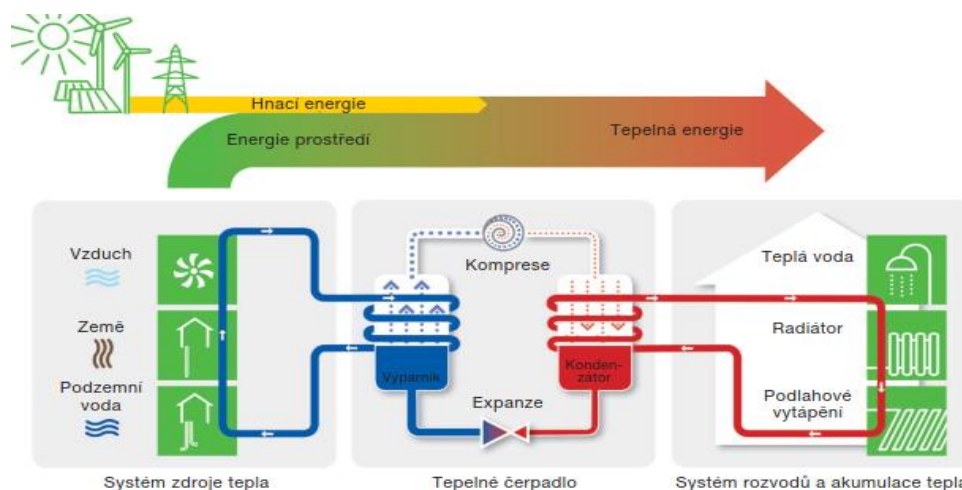 Hnací energie
Energie prostředí
Tepelná energie
Vzduch
Země
Podzemní
voda
Komprese
Výparník
Konden-
zátor
Expanze
Teplá voda
Radiátor
Podlahové
vytápění
Systém zdroje tepla
Tepelné čerpadlo
Systém rozvodů a akumulace tepla